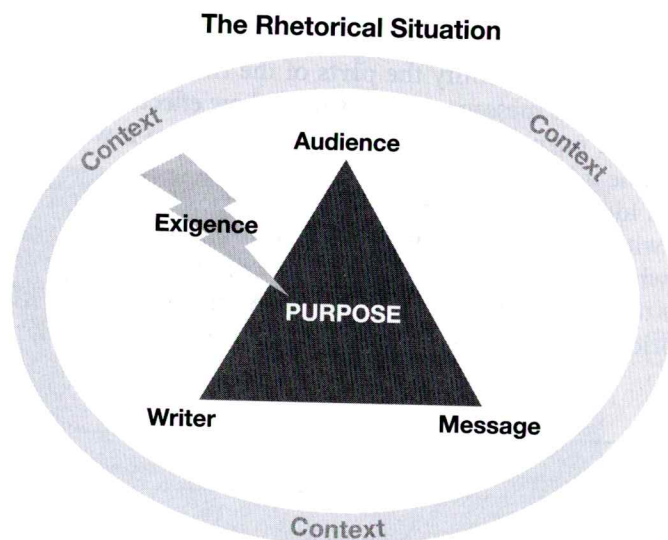 The Rhetorical Situation
Context
Context
Audience
Exigence
PURPOSE
Writer
Message
Context